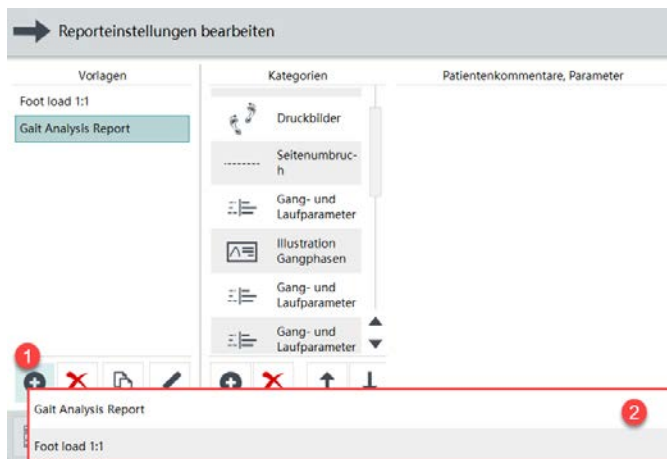 Reporteinstellungen bearbeiten
Vorlagen
Kategorien
Patientenkommentare, Parameter
Foot load 1:1
Gait Analysis Report
Druckbilder
Seitenumbruc-
h
Gang- und
Laufparameter
Illustration
Gangphasen
Gang- und
Laufparameter
Gang- und
Laufparameter
1
Gait Analysis Report
2
Foot load 1:1